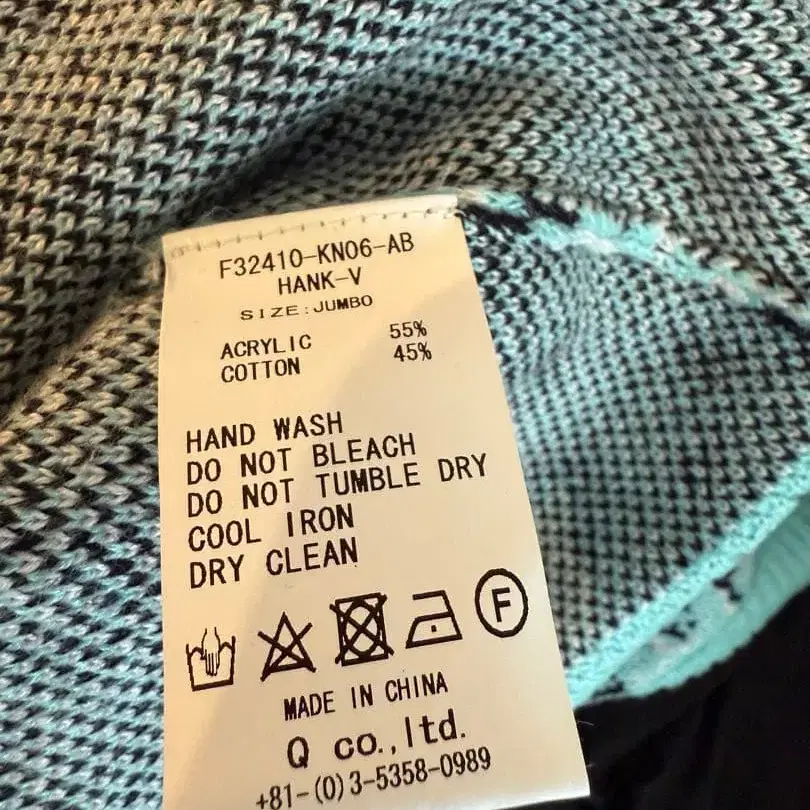 F32410-KN06-AB
HANK-V
SIZE:JUMBO
ACRYLIC 55%
COTTON 45%
HAND WASH
DO NOT BLEACH
DO NOT TUMBLE DRY
COOL IRON
DRY CLEAN
F
MADE IN CHINA
Q co.,ltd.
+81-(0)3-5358-0989